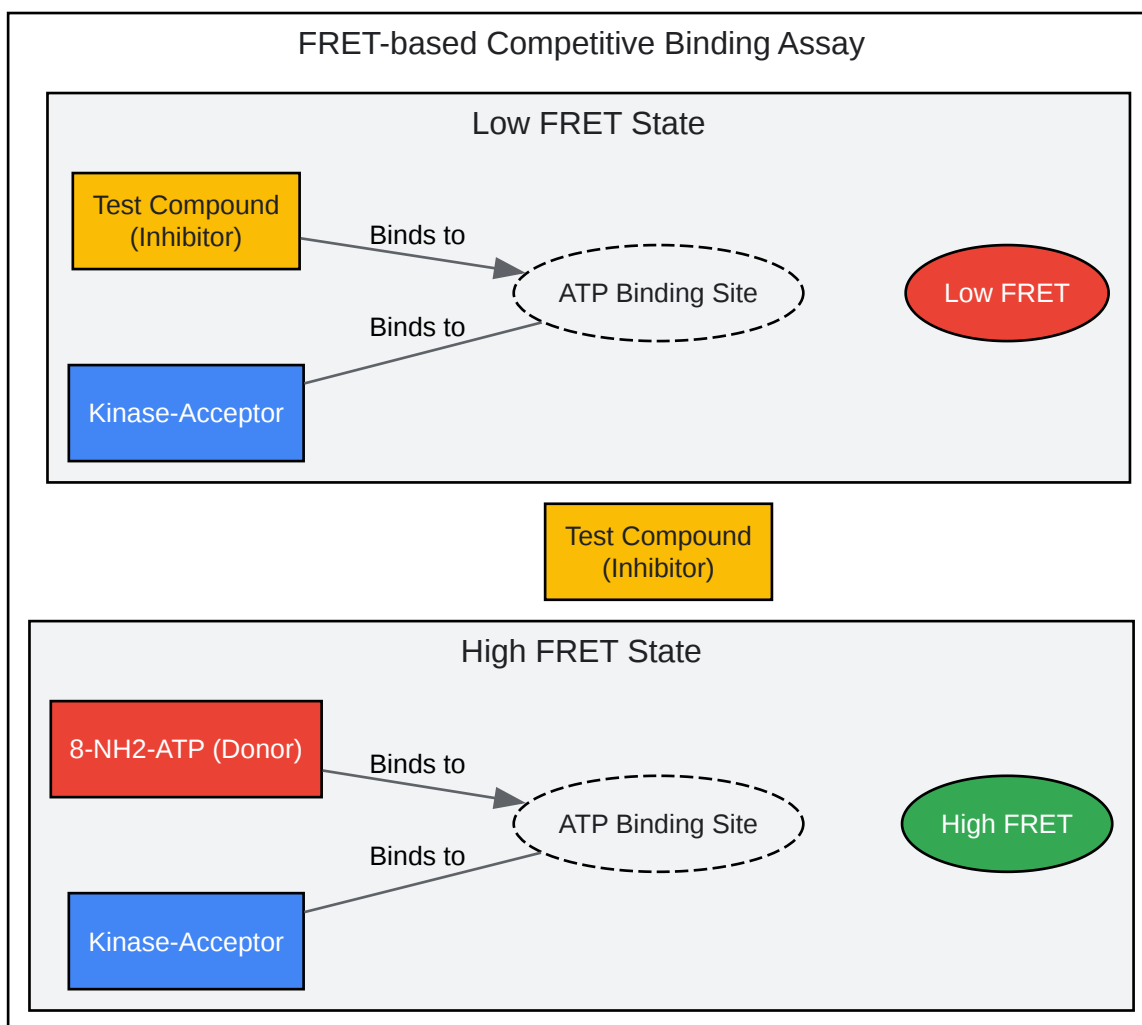 FRET-based Competitive Binding Assay
Low FRET State
Test Compound
(Inhibitor)
Binds to
ATP Binding Site
Low FRET
Binds to
Kinase-Acceptor
Test Compound
(Inhibitor)
High FRET State
8-NH2-ATP (Donor)
Binds to
ATP Binding Site
High FRET
Binds to
Kinase-Acceptor